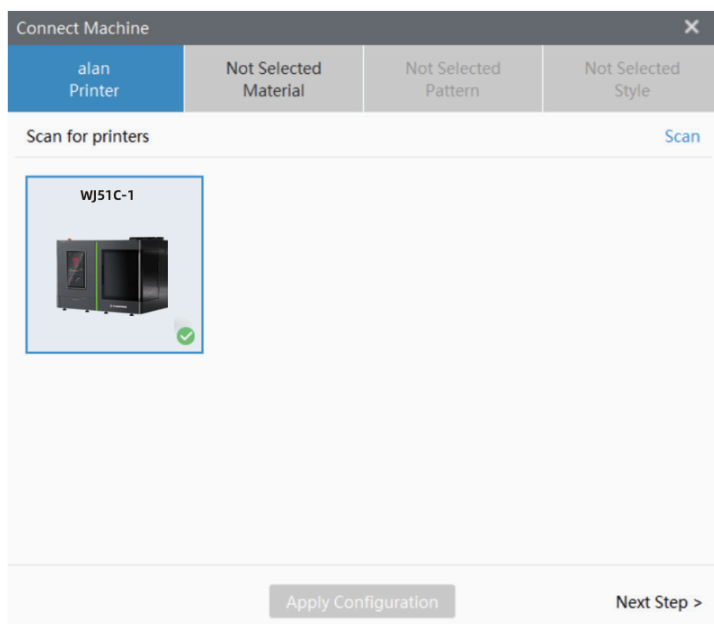 Connect Machine
alan
Printer
Not Selected
Material
Not Selected
Pattern
Not Selected
Style
Scan for printers
Scan
WJ51C-1
Apply Configuration
Next Step >